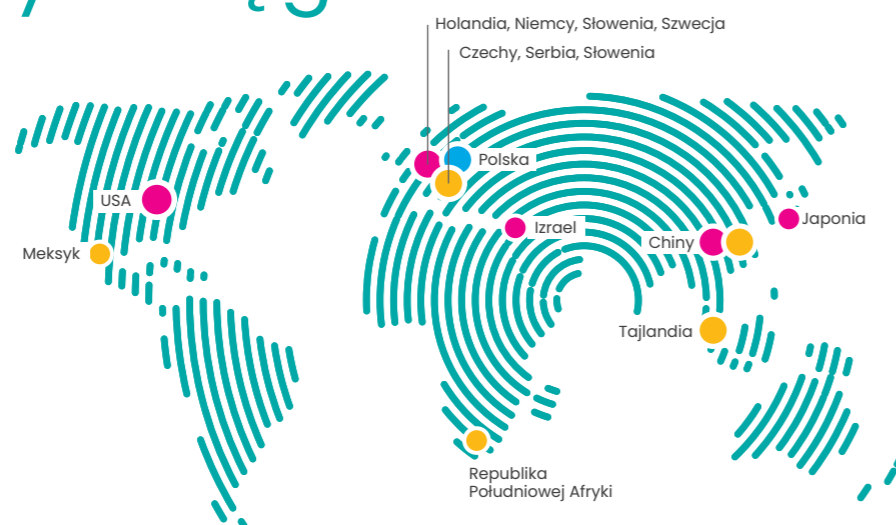 Holandia, Niemcy, Słowenia, Szwecja
Czechy, Serbia, Słowenia
Polska
USA
Izrael
Japonia
Chiny
Meksyk
Tajlandia
Republika
Południowej Afryki